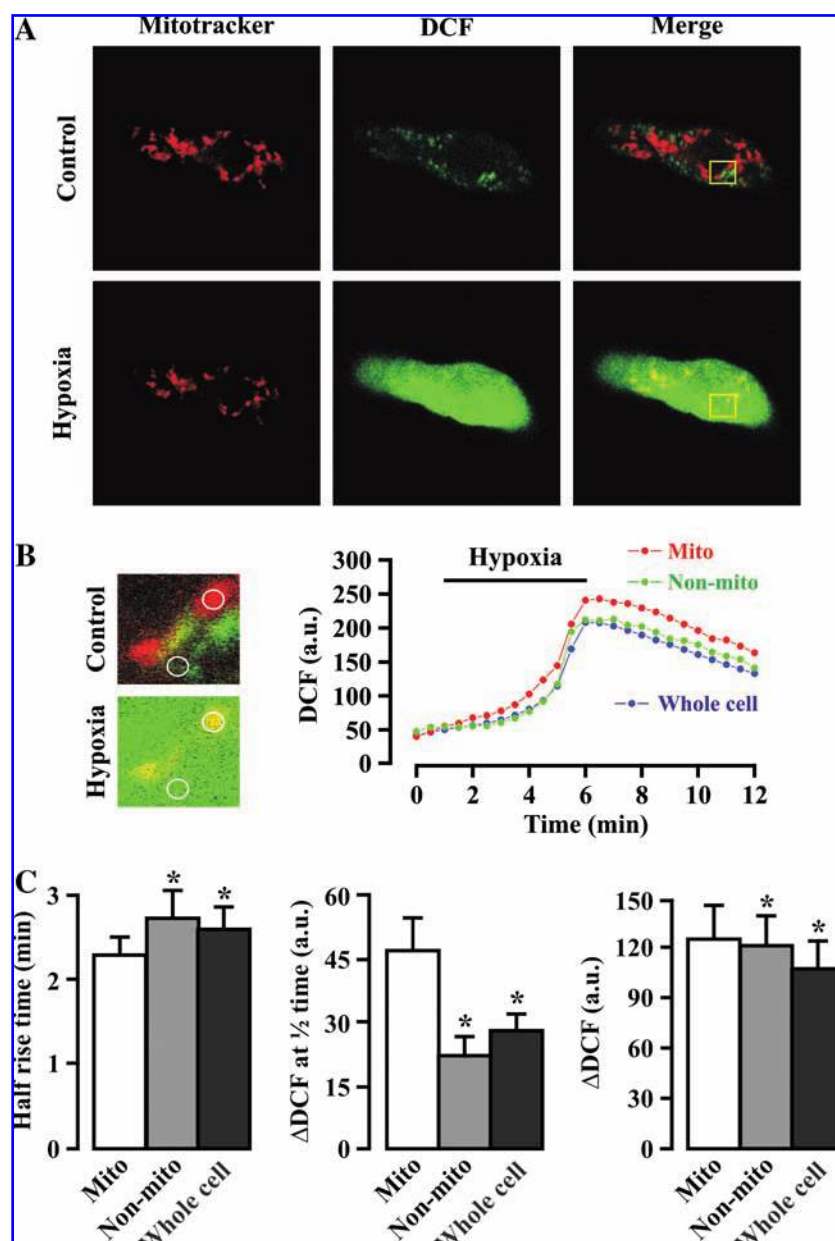 A
Mitotracker
DCF
Merge
Control
Hypoxia
B
Control
Hypoxia
DCF (a.u.)
300
250
200
150
100
50
0
Hypoxia
Mito
Non-mito
Whole cell
0 2 4 6 8 10 12
Time (min)
C
Half rise time (min)
3
2
1
0
* *
Mito
Non-mito
Whole cell
ΔDCF at ½ time (a.u.)
60
45
30
15
0
* *
Mito
Non-mito
Whole cell
ΔDCF (a.u.)
150
120
90
60
30
0
* *
Mito
Non-mito
Whole cell